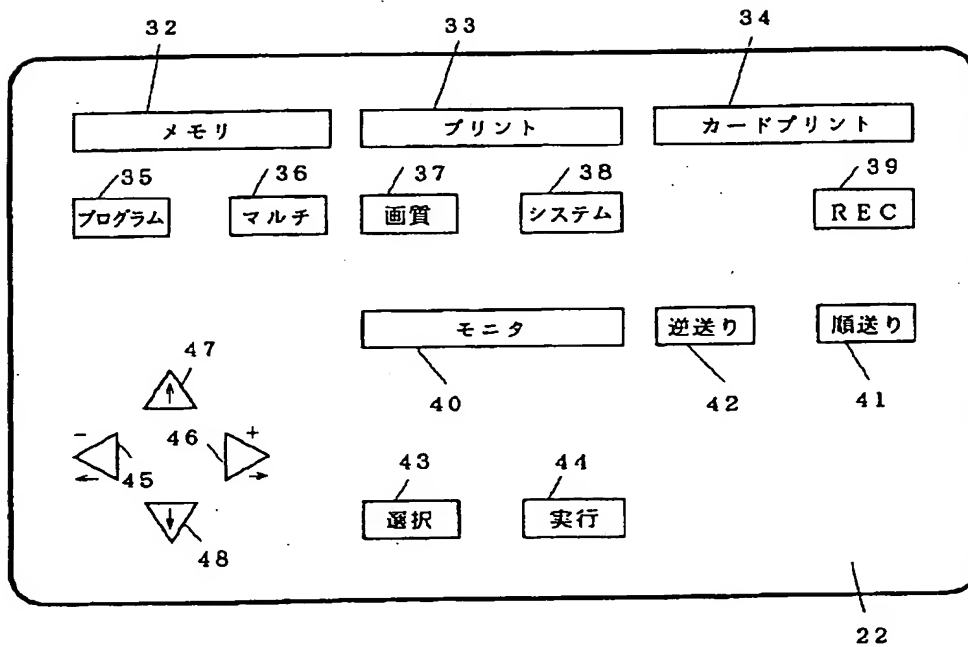 32 33 34
メモリ プリント カードプリント
35 36 37 38 39
プログラム マルチ 画質 システム REC
モニタ 逆送り 順送り
47
40 42 41
- 46 +
← 45 →
↑
↓
48
43 44
選択 実行
22